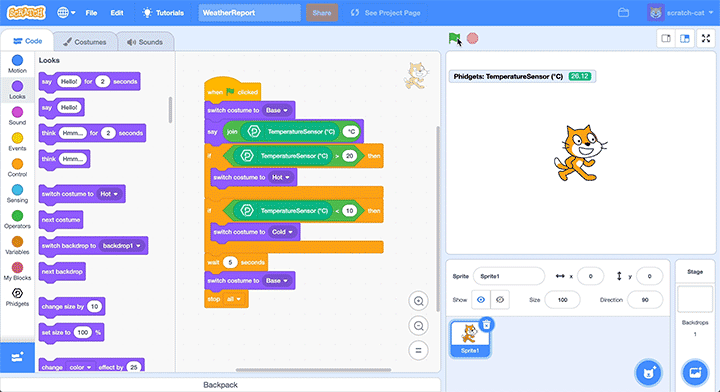 SCRATCH File Edit Tutorials WeatherReport Share See Project Page scratch-cat
Code Costumes Sounds
Motion
Looks
Sound
Events
Control
Sensing
Operators
Variables
My Blocks
Phidgets
Looks
say Hello! for 2 seconds
say Hello!
think Hmm... for 2 seconds
think Hmm...
switch costume to Hot
next costume
switch backdrop to backdrop1
next backdrop
change size by 10
set size to 100 %
change color effect by 25
when clicked
switch costume to Base
say join TemperatureSensor (°C) °C
if TemperatureSensor (°C) > 20 then
switch costume to Hot
if TemperatureSensor (°C) < 10 then
switch costume to Cold
wait 5 seconds
switch costume to Base
stop all
Phidgets: TemperatureSensor (°C) 26.12
Sprite Sprite1 x 0 y 0
Show Size 100 Direction 90
Sprite1
Stage
Backdrops
1
Backpack